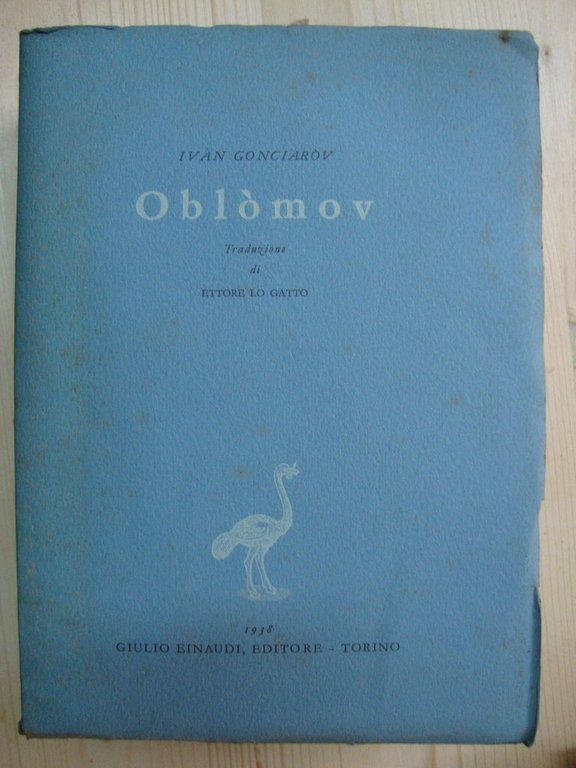 IVÀN GONCIARÒV
Oblòmov
Traduzione
di
ETTORE LO GATTO
1938
GIULIO EINAUDI, EDITORE - TORINO